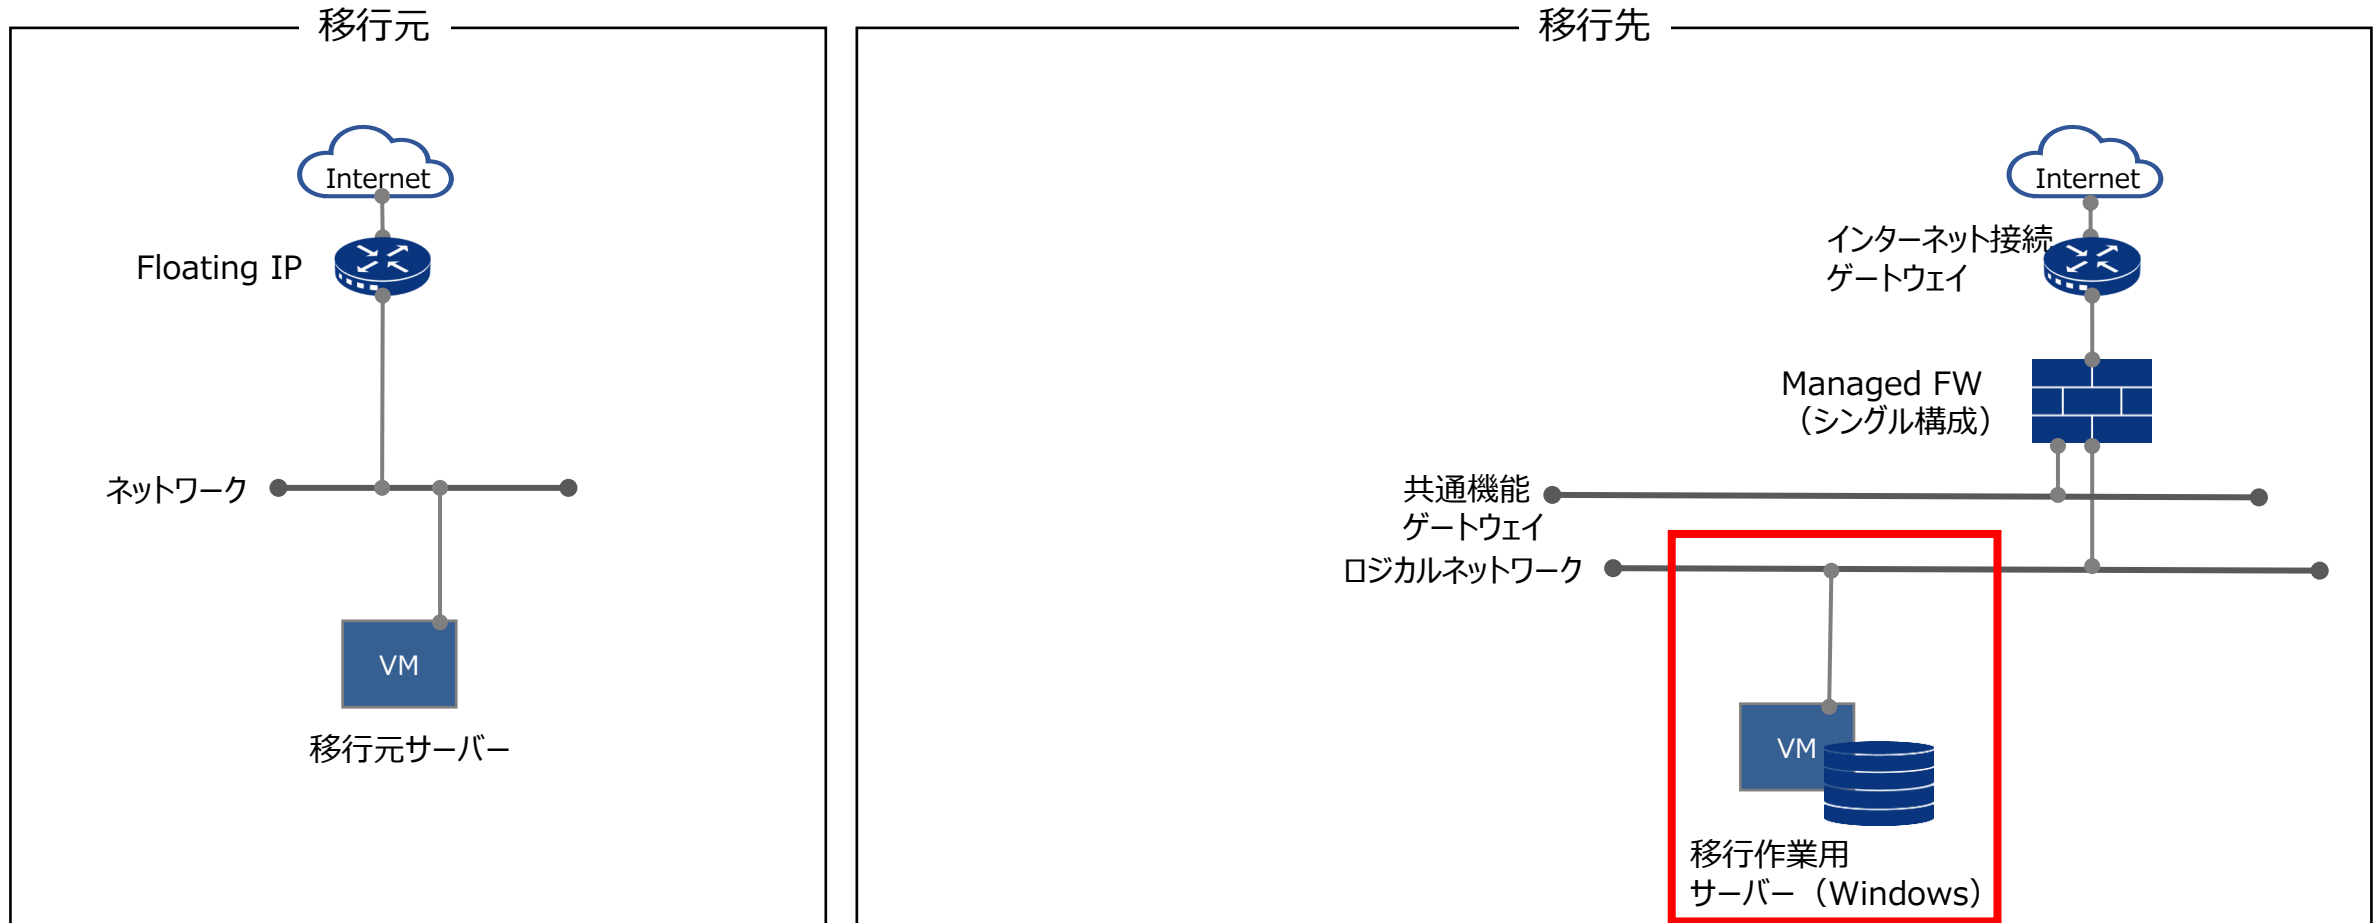 移行元
Internet
Floating IP
ネットワーク
VM
移行元サーバー
移行先
Internet
インターネット接続
ゲートウェイ
Managed FW
（シングル構成）
共通機能
ゲートウェイ
ロジカルネットワーク
VM
移行作業用
サーバー（Windows）